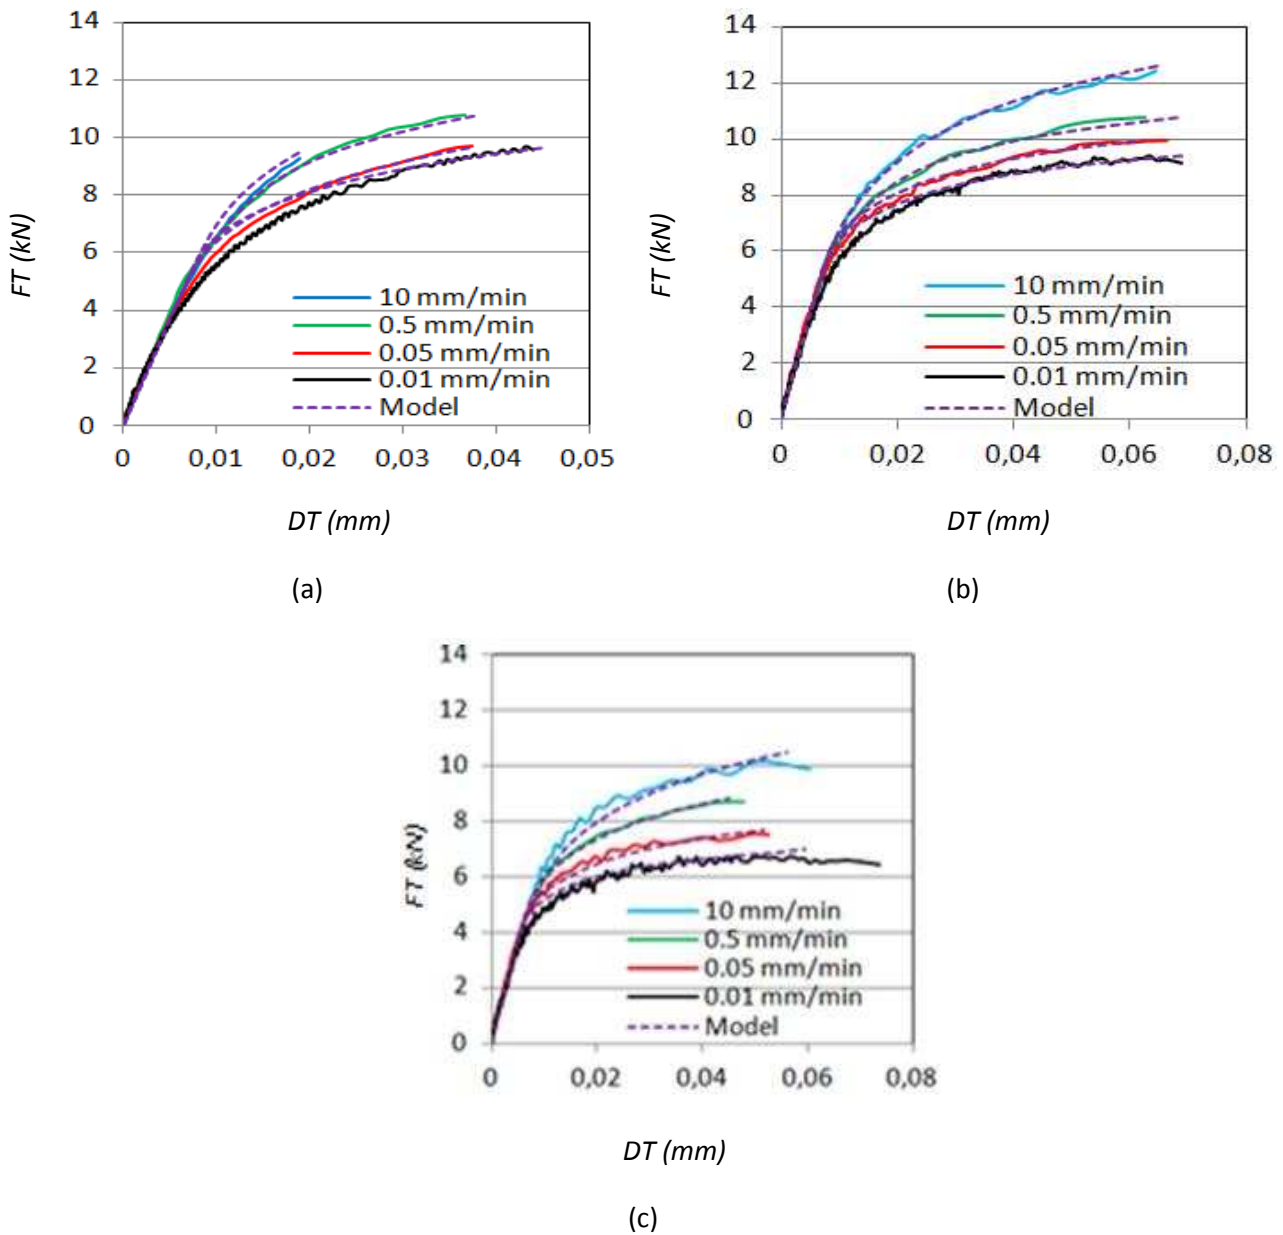 14
12
10
8
6
4
2
0
FT (kN)
10 mm/min
0.5 mm/min
0.05 mm/min
0.01 mm/min
Model
0 0,01 0,02 0,03 0,04 0,05
DT (mm)
(a)
14
12
10
8
6
4
2
0
FT (kN)
10 mm/min
0.5 mm/min
0.05 mm/min
0.01 mm/min
Model
0 0,02 0,04 0,06 0,08
DT (mm)
(b)
14
12
10
8
6
4
2
0
FT (kN)
10 mm/min
0.5 mm/min
0.05 mm/min
0.01 mm/min
Model
0 0,02 0,04 0,06 0,08
DT (mm)
(c)